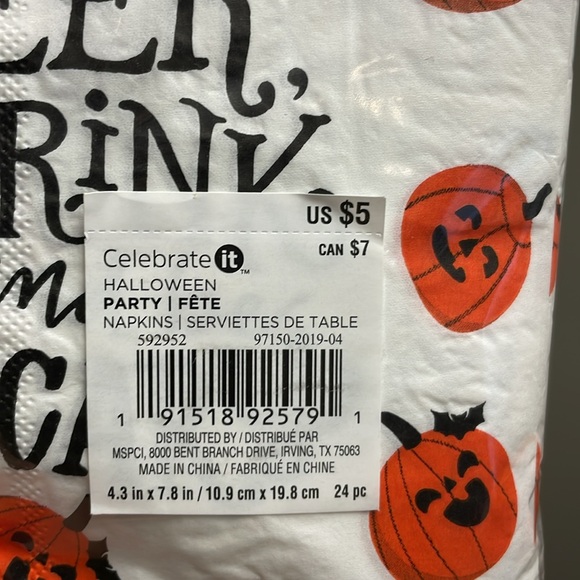 US $5
Celebrate it™
CAN $7
HALLOWEEN
PARTY | FÊTE
NAPKINS | SERVIETTES DE TABLE
592952 97150-2019-04
1 91518 92579 1
DISTRIBUTED BY / DISTRIBUÉ PAR
MSPCI, 8000 BENT BRANCH DRIVE, IRVING, TX 75063
MADE IN CHINA / FABRIQUÉ EN CHINE
4.3 in x 7.8 in / 10.9 cm x 19.8 cm 24 pc